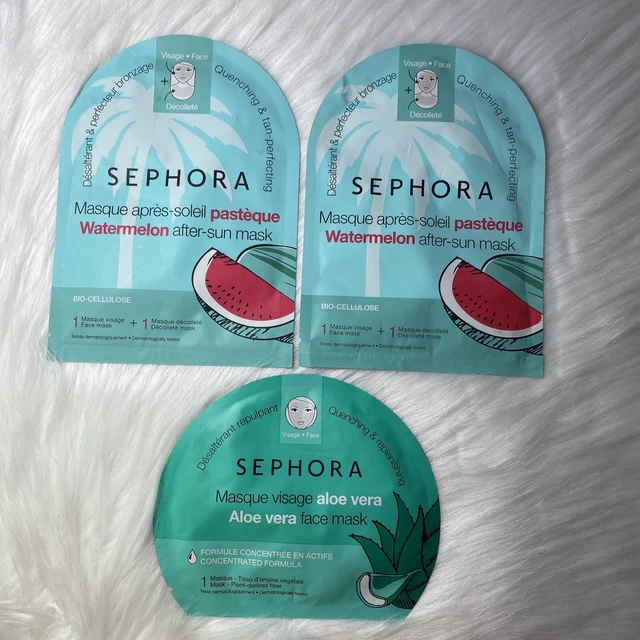 Visage • Face
+
Décolleté
Désaltérant & perfecteur bronzage
Quenching & tan-perfecting
SEPHORA
Masque après-soleil pastèque
Watermelon after-sun mask
BIO-CELLULOSE
1 Masque visage + 1 Masque décolleté
Face mask Décolleté mask
Testé dermatologiquement • Dermatologically tested
Visage • Face
+
Décolleté
Désaltérant & perfecteur bronzage
Quenching & tan-perfecting
SEPHORA
Masque après-soleil pastèque
Watermelon after-sun mask
BIO-CELLULOSE
1 Masque visage + 1 Masque décolleté
Face mask Décolleté mask
Testés dermatologiquement • Dermatologically tested
Désaltérant repulpant
Quenching & replenishing
Visage • Face
SEPHORA
Masque visage aloe vera
Aloe vera face mask
FORMULE CONCENTRÉE EN ACTIFS
CONCENTRATED FORMULA
1 Masque - Tissu d'origine végétale
Mask - Plant-derived fiber
Testé dermatologiquement • Dermatologically tested